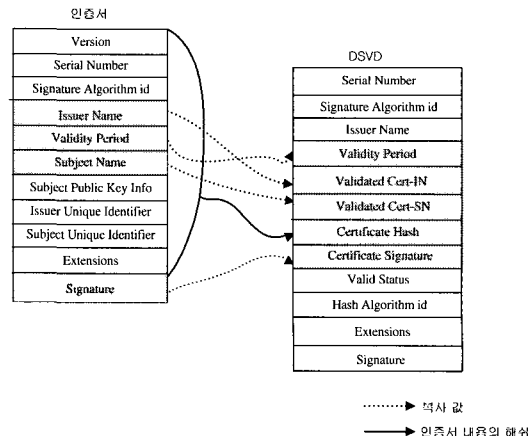 인증서
Version
Serial Number
Signature Algorithm id
Issuer Name
Validity Period
Subject Name
Subject Public Key Info
Issuer Unique Identifier
Subject Unique Identifier
Extensions
Signature
DSVD
Serial Number
Signature Algorithm id
Issuer Name
Validity Period
Validated Cert-IN
Validated Cert-SN
Certificate Hash
Certificate Signature
Valid Status
Hash Algorithm id
Extensions
Signature
복사 값
인증서 내용의 해쉬